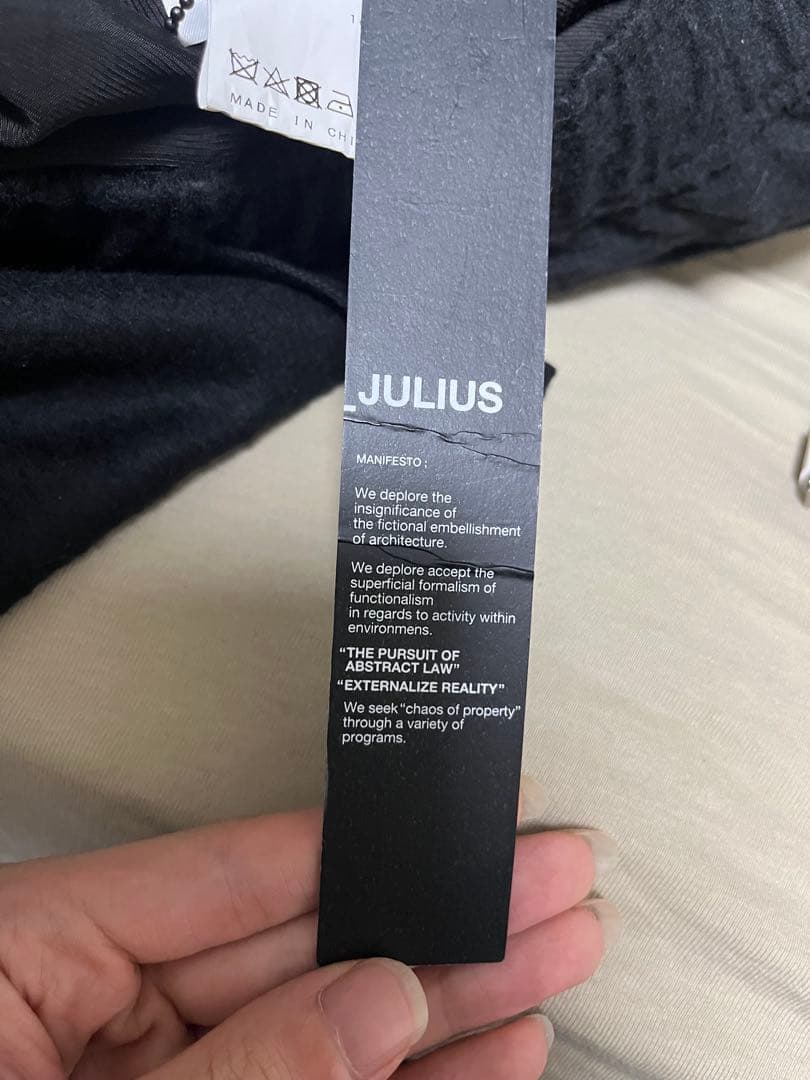 MADE IN CHI
_JULIUS
MANIFESTO ;
We deplore the
insignificance of
the fictional embellishment
of architecture.
We deplore accept the
superficial formalism of
functionalism
in regards to activity within
environmens.
“THE PURSUIT OF
ABSTRACT LAW”
“EXTERNALIZE REALITY”
We seek “chaos of property”
through a variety of
programs.